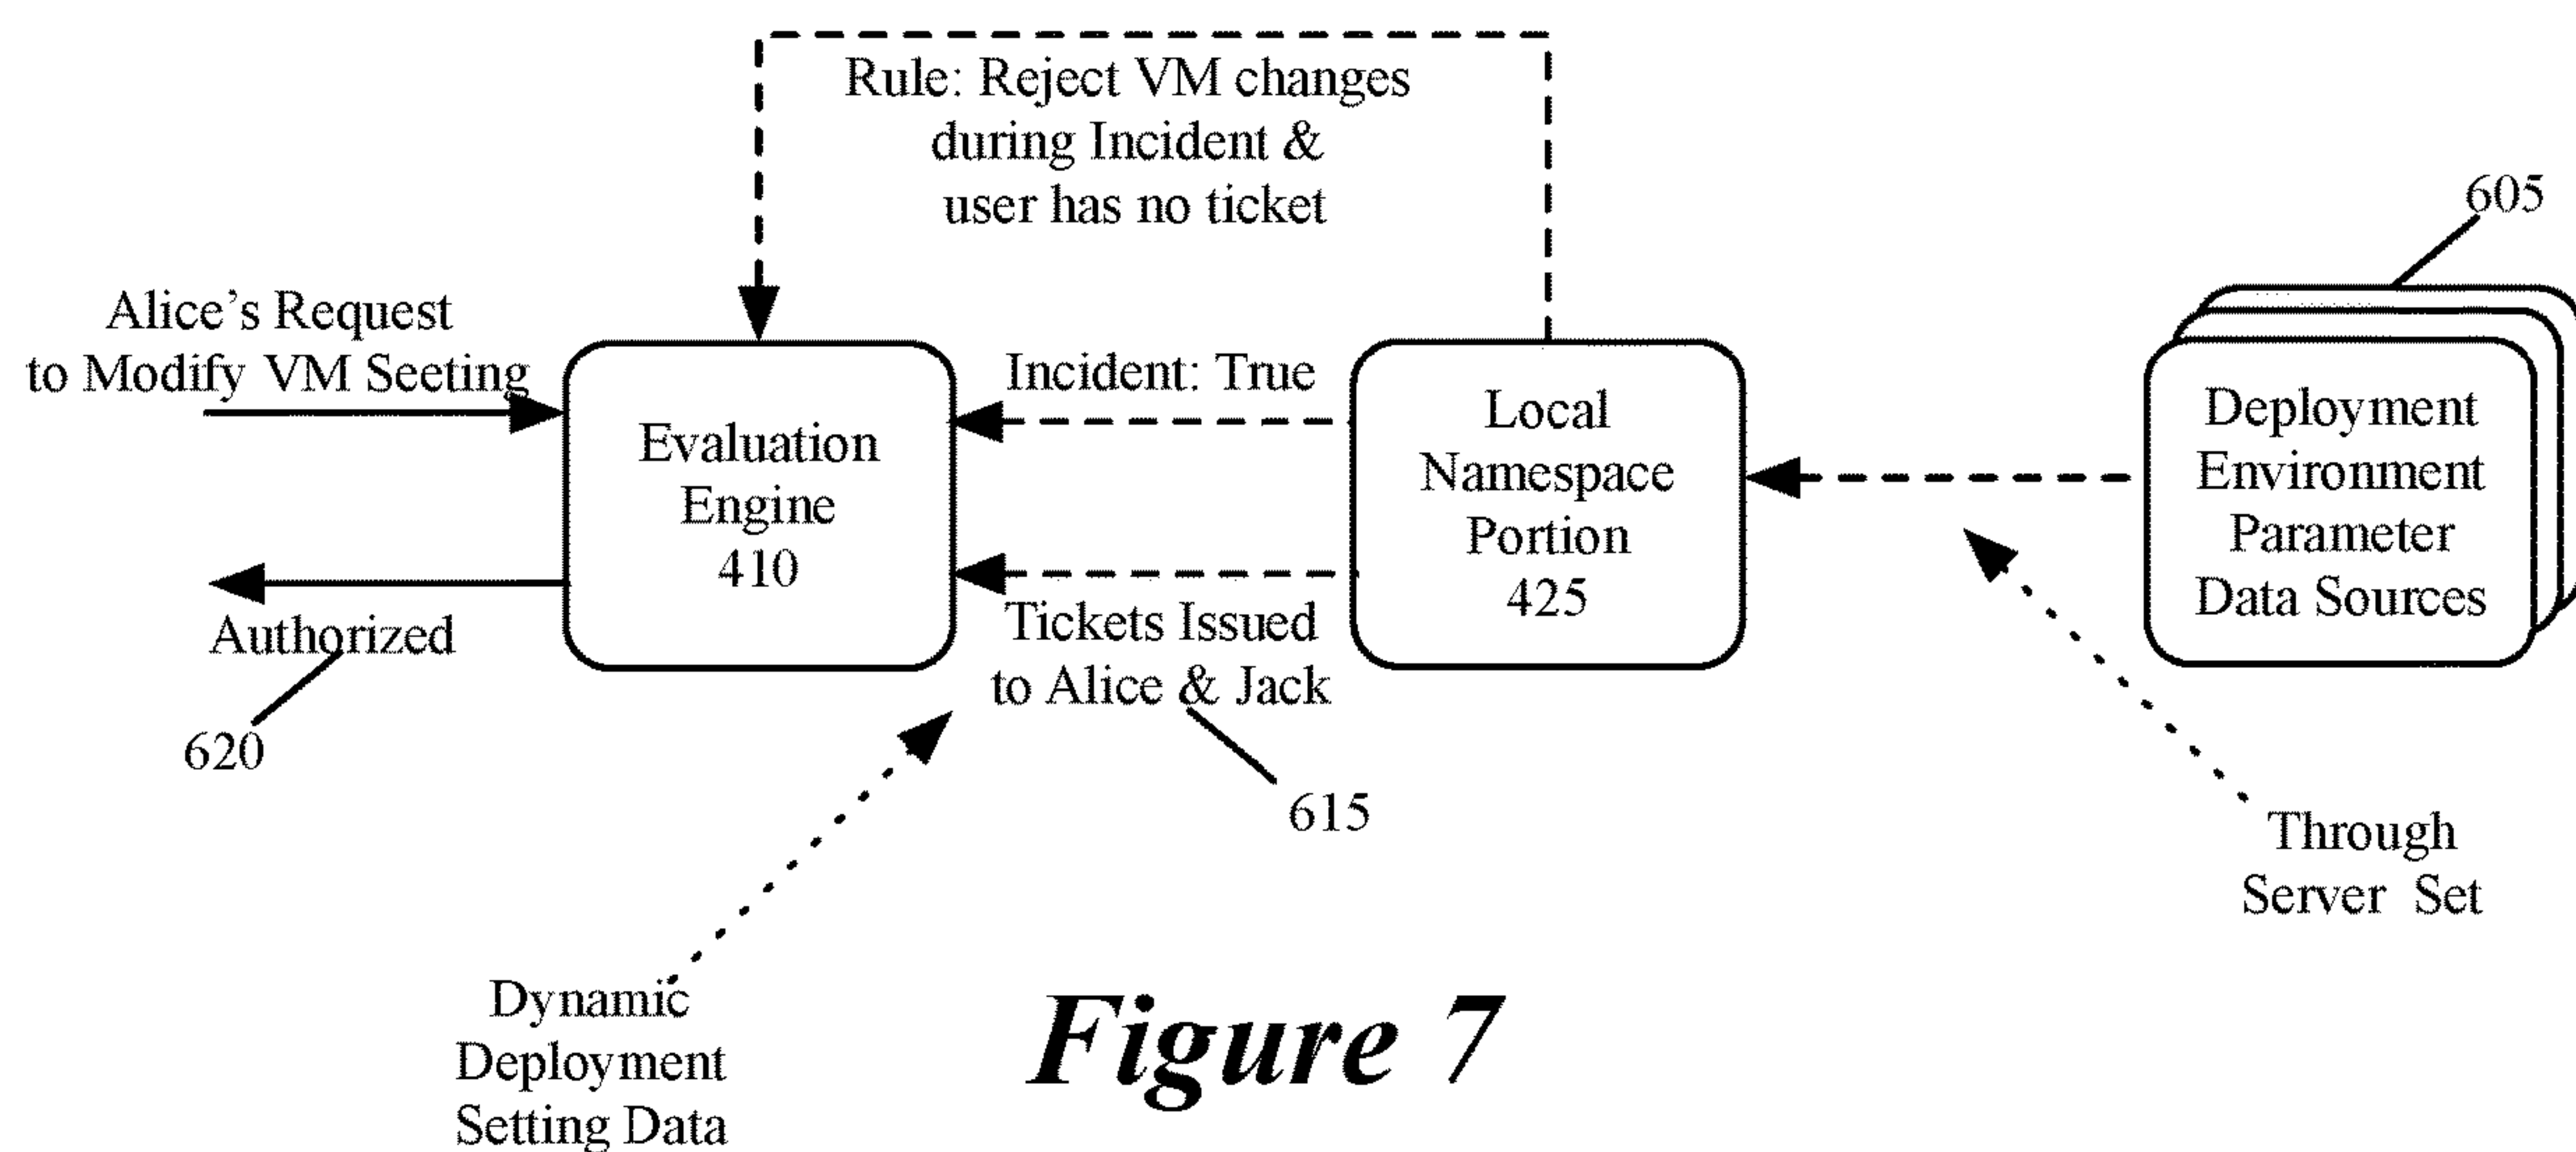 Rule: Reject VM changes
during Incident &
user has no ticket
605
Alice's Request
to Modify VM Seeting
Incident: True
Evaluation
Engine
410
Local
Namespace
Portion
425
Deployment
Environment
Parameter
Data Sources
Authorized
620
Tickets Issued
to Alice & Jack
615
Through
Server Set
Dynamic
Deployment
Setting Data
Figure 7